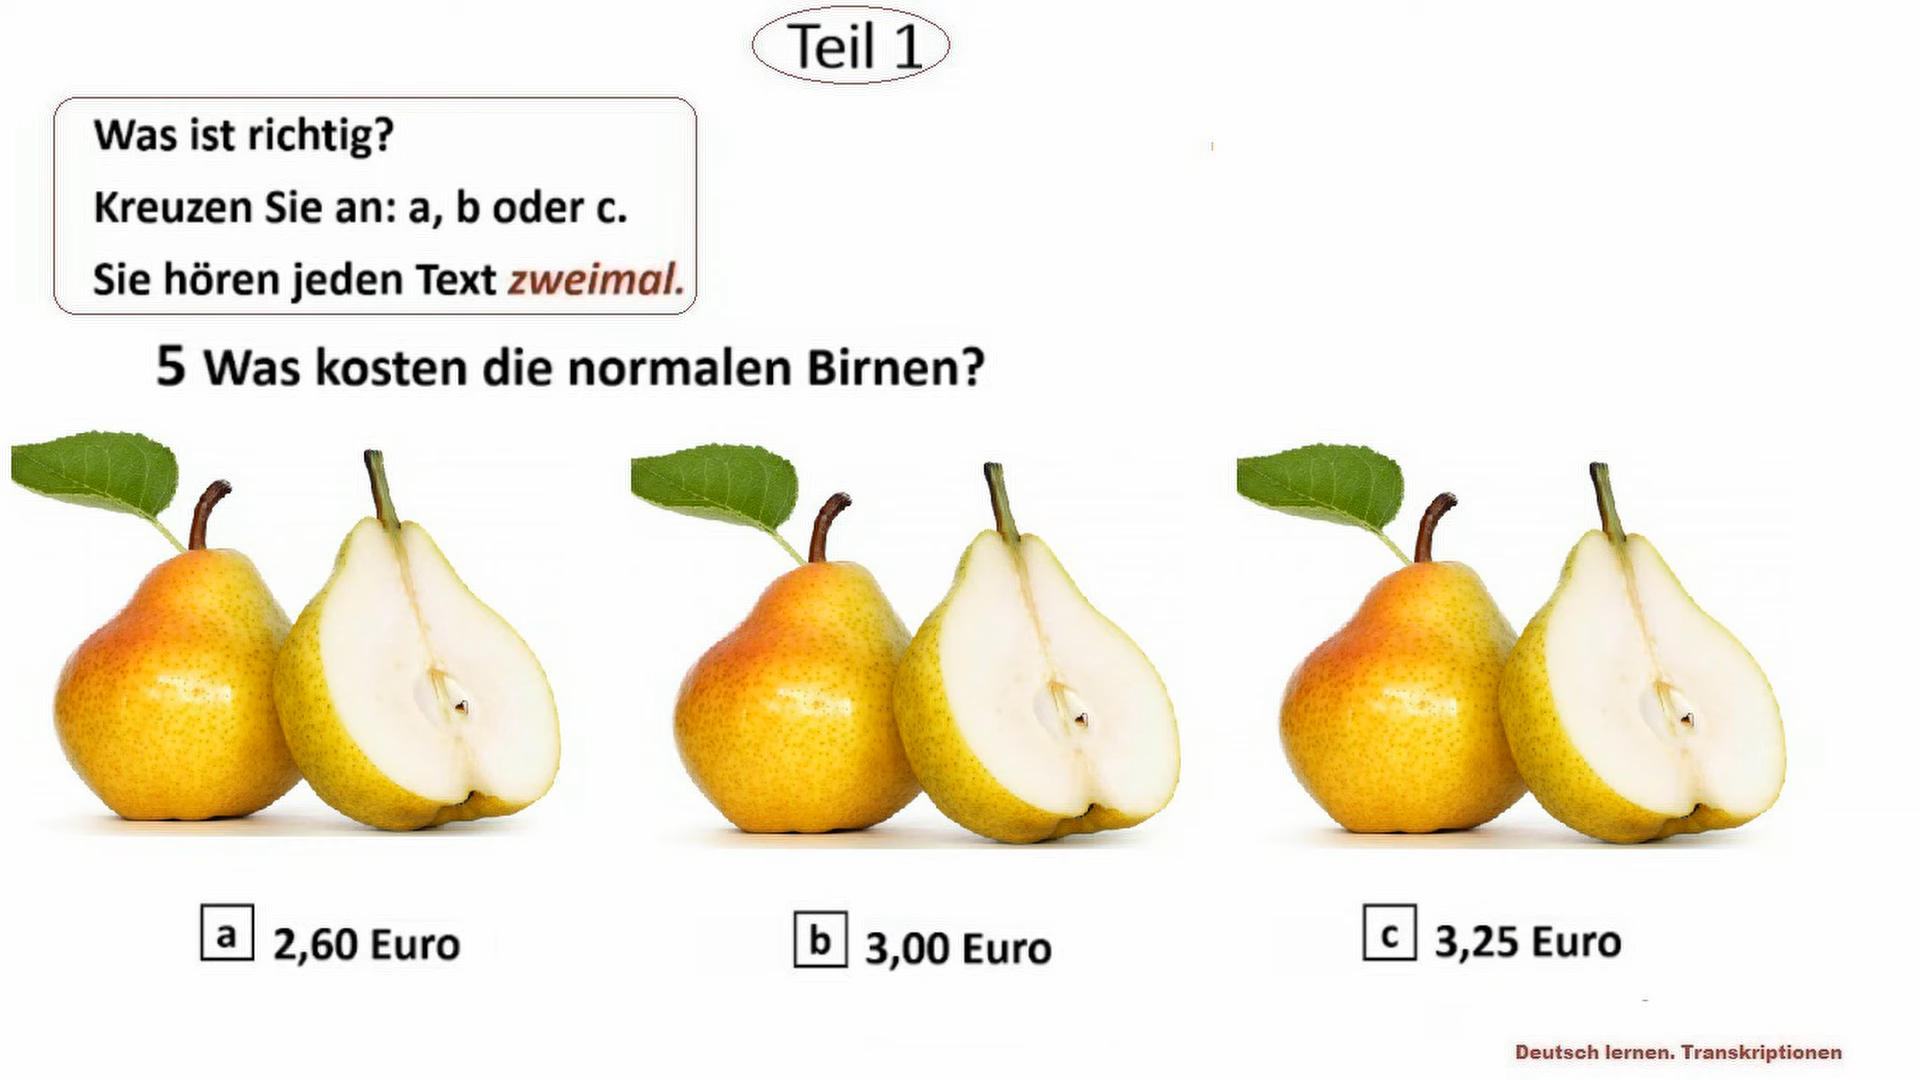 Teil 1
Was ist richtig?
Kreuzen Sie an: a, b oder c.
Sie hören jeden Text zweimal.
5 Was kosten die normalen Birnen?
a 2,60 Euro
b 3,00 Euro
c 3,25 Euro
Deutsch lernen. Transkriptionen